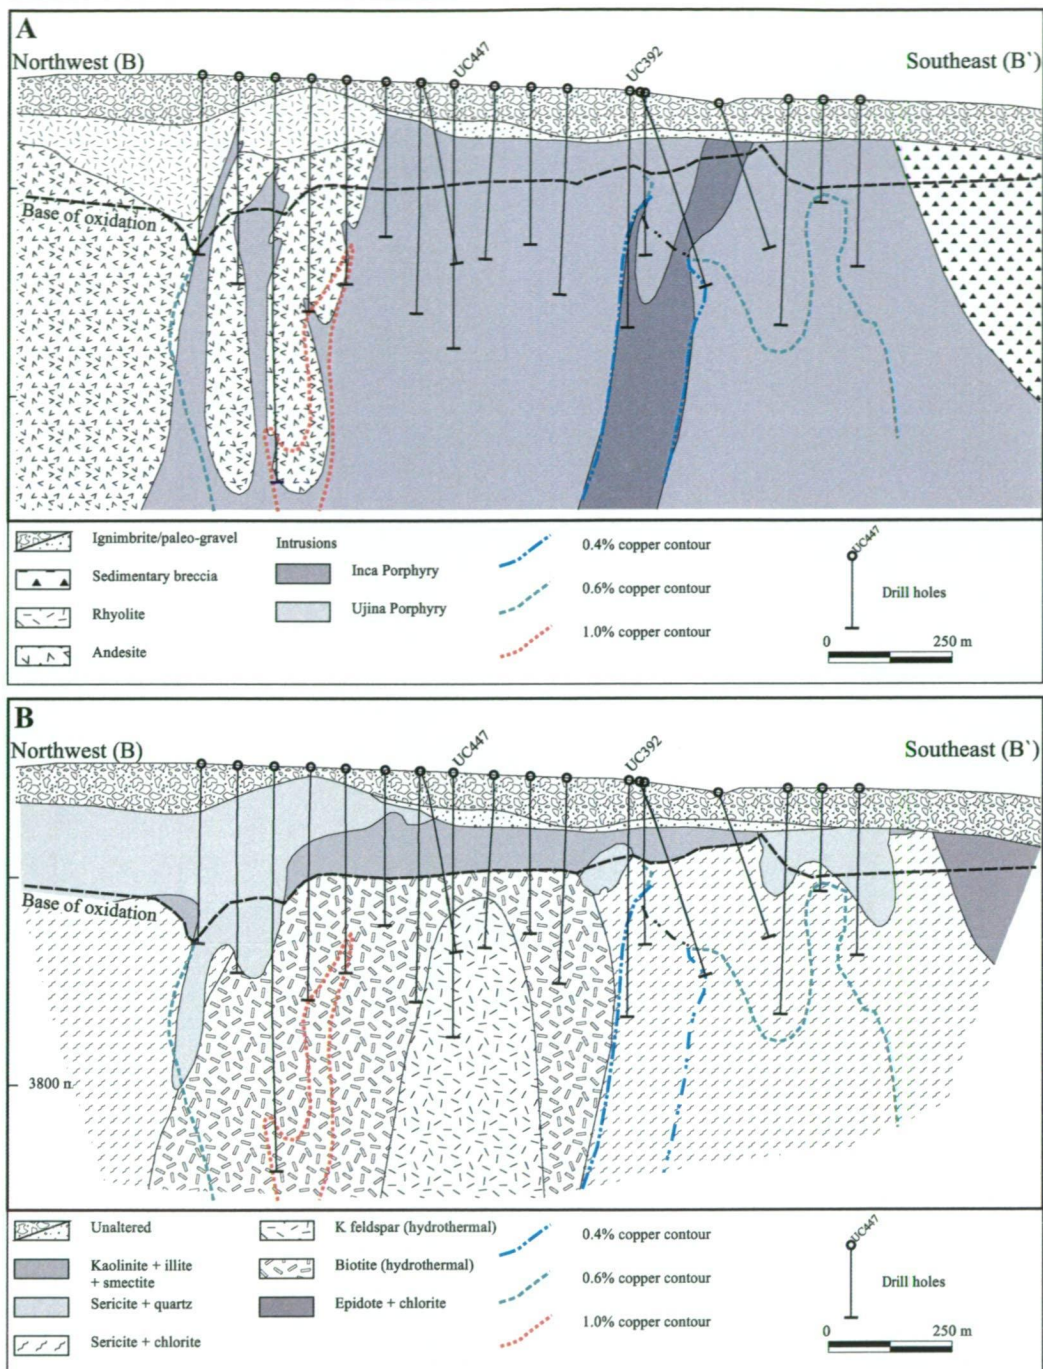 A
Northwest (B)
UC447
UC392
Southeast (B`)
Base of oxidation
Ignimbrite/paleo-gravel
Sedimentary breccia
Rhyolite
Andesite
Intrusions
Inca Porphyry
Ujina Porphyry
0.4% copper contour
0.6% copper contour
1.0% copper contour
UC447
Drill holes
0 250 m
B
Northwest (B)
UC447
UC392
Southeast (B`)
Base of oxidation
3800 n
Unaltered
Kaolinite + illite
+ smectite
Sericite + quartz
Sericite + chlorite
K feldspar (hydrothermal)
Biotite (hydrothermal)
Epidote + chlorite
0.4% copper contour
0.6% copper contour
1.0% copper contour
UC447
Drill holes
0 250 m